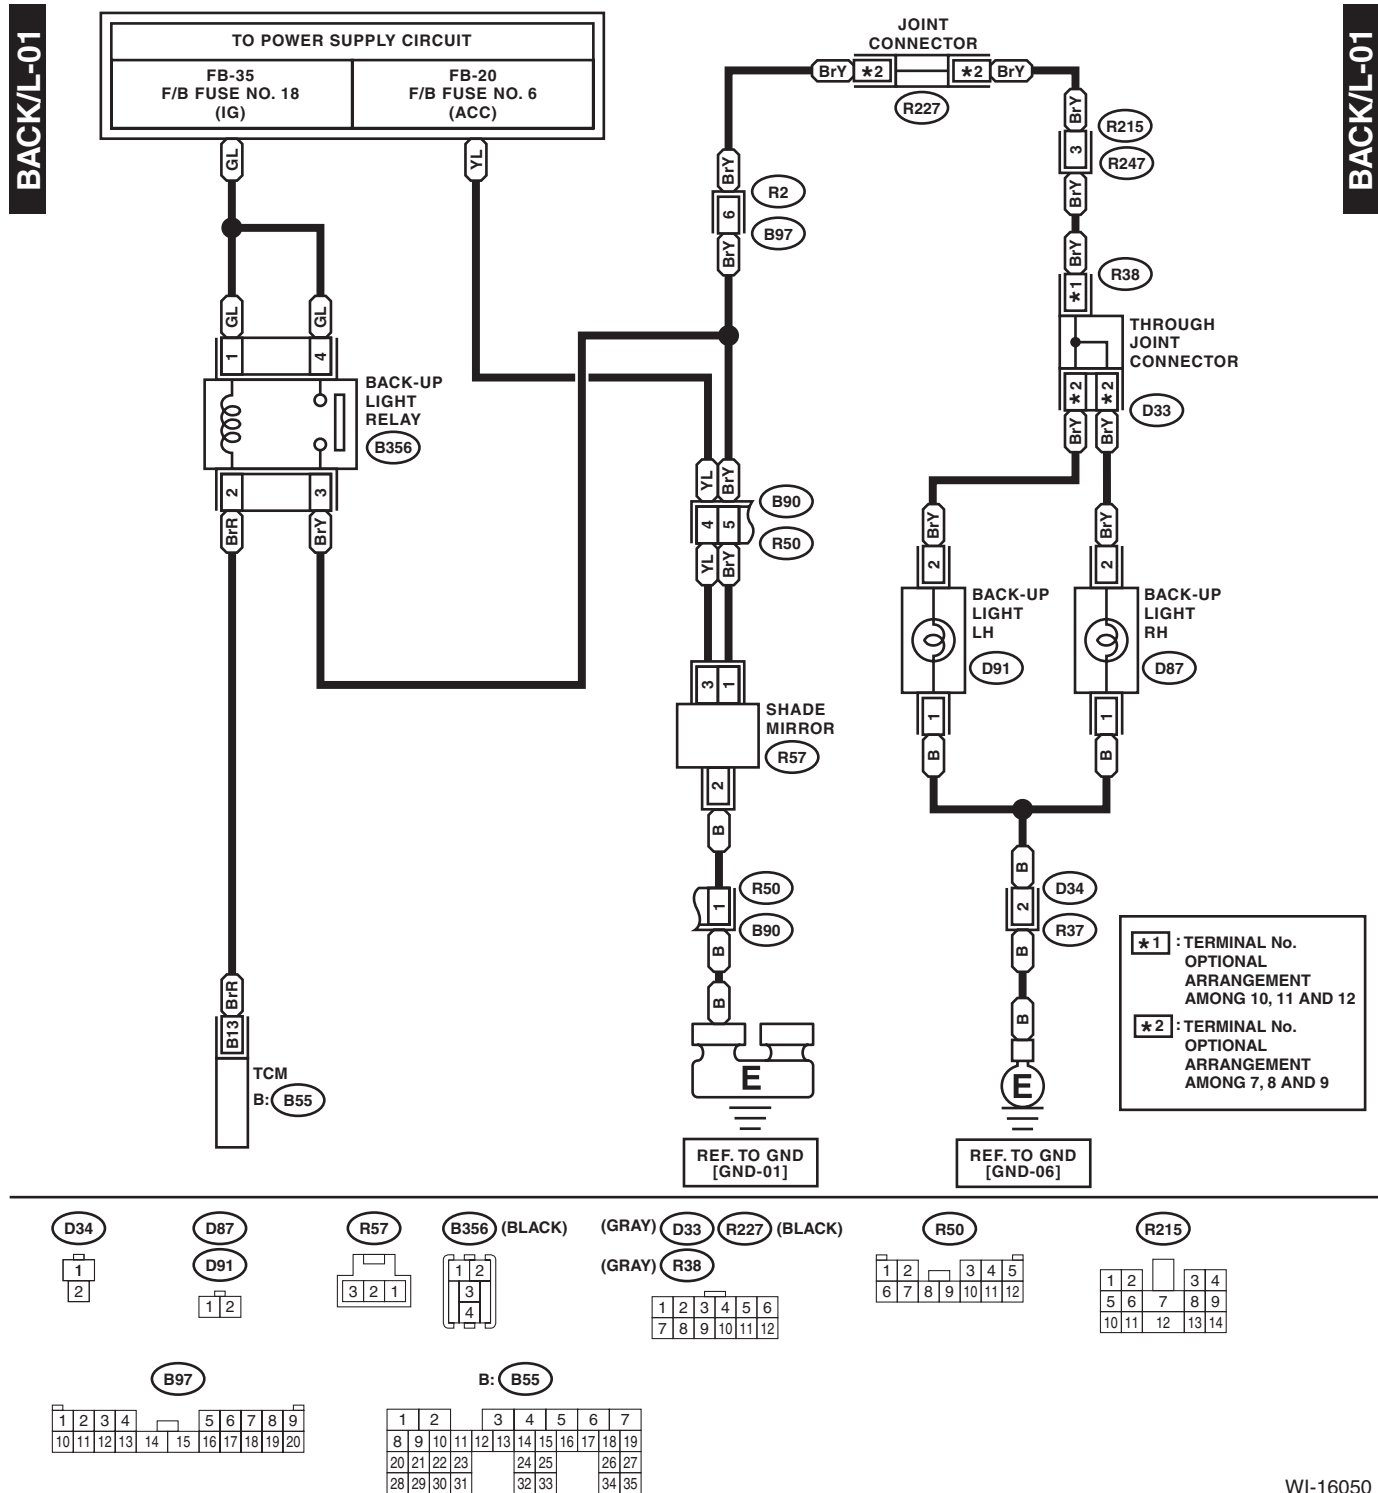 BACK/L-01
BACK/L-01
TO POWER SUPPLY CIRCUIT
FB-35
F/B FUSE NO. 18
(IG)
FB-20
F/B FUSE NO. 6
(ACC)
GL
YL
GL
GL
1
4
BACK-UP
LIGHT
RELAY
B356
2
3
BrR
BrY
BrR
B13
TCM
B: B55
JOINT
CONNECTOR
BrY
*2
*2
BrY
R227
BrY
6
BrY
R2
B97
YL
BrY
4
5
YL
BrY
B90
R50
3
1
SHADE
MIRROR
R57
2
B
1
R50
B90
B
B
E
REF. TO GND
[GND-01]
BrY
3
BrY
R215
R247
BrY
R38
*1
THROUGH
JOINT
CONNECTOR
*2
*2
D33
BrY
BrY
BrY
BrY
2
2
BACK-UP
LIGHT
LH
D91
BACK-UP
LIGHT
RH
D87
1
1
B
B
B
2
D34
R37
B
B
E
REF. TO GND
[GND-06]
*1 : TERMINAL No.
OPTIONAL
ARRANGEMENT
AMONG 10, 11 AND 12
*2 : TERMINAL No.
OPTIONAL
ARRANGEMENT
AMONG 7, 8 AND 9
D34
1
2
D87
D91
1 2
R57
3 2 1
B356 (BLACK)
1 2
3
4
(GRAY) D33 R227 (BLACK)
(GRAY) R38
1 2 3 4 5 6
7 8 9 10 11 12
R50
1 2 3 4 5
6 7 8 9 10 11 12
R215
1 2 3 4
5 6 7 8 9
10 11 12 13 14
B97
1 2 3 4 5 6 7 8 9
10 11 12 13 14 15 16 17 18 19 20
B: B55
1 2 3 4 5 6 7
8 9 10 11 12 13 14 15 16 17 18 19
20 21 22 23 24 25 26 27
28 29 30 31 32 33 34 35
WI-16050